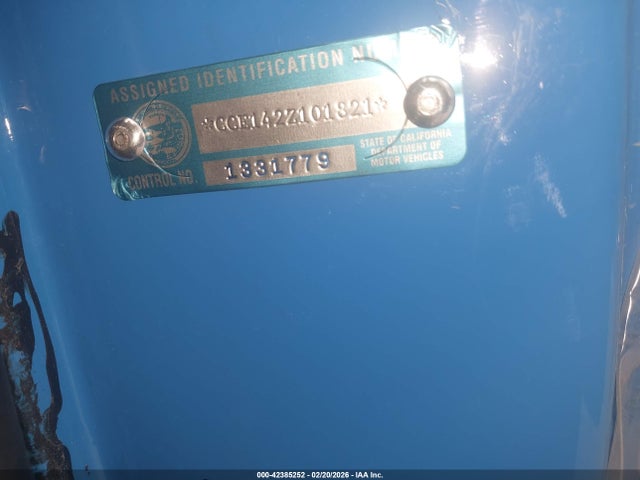 ASSIGNED IDENTIFICATION
*CCE142Z101821*
CONTROL NO. 1331779
STATE OF CALIFORNIA
DEPARTMENT OF
MOTOR VEHICLES
000-42385252 - 02/20/2026 - IAA Inc.